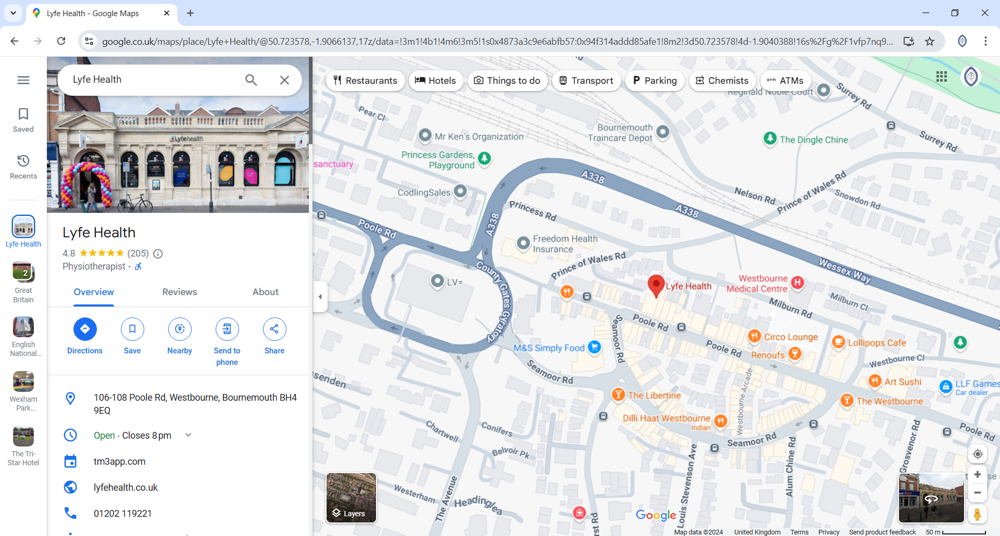 Lyfe Health - Google Maps
google.co.uk/maps/place/Lyfe+Health/@50.723578,-1.9066137,17z/data=!3m1!4b1!4m6!3m5!1s0x4873a3c9e6abfb57:0x94f314addd85afe1!8m2!3d50.723578!4d-1.9040388!16s%2Fg%2F1vfp7nq9...
Lyfe Health
Saved
Recents
Lyfe Health
2
Great
Britain
English
National...
Wexham
Park...
The Tri-
Star Hotel
Lyfehealth
Lyfe Health
4.8 (205)
Physiotherapist ·
Overview
Reviews
About
Directions
Save
Nearby
Send to
phone
Share
106-108 Poole Rd, Westbourne, Bournemouth BH4
9EQ
Open · Closes 8 pm
tm3app.com
lyfehealth.co.uk
01202 119221
Restaurants
Hotels
Things to do
Transport
Parking
Chemists
ATM
ATMs
Reginald Noble Court
Surrey Rd
Surrey Rd
Pear Cl
Mr Ken's Organization
Bournemouth
Traincare Depot
The Dingle Chine
Princess Gardens,
Playground
sanctuary
CodlingSales
A338
A338
A338
Princess Rd
Nelson Rd
Prince of Wales Rd
Snowdon Rd
Poole Rd
Freedom Health
Insurance
Prince of Wales Rd
County Gates Gyratory
LV=
Lyfe Health
Westbourne
Medical Centre
Wessex Way
Milburn Rd
Milburn Cl
Seamoor Rd
Poole Rd
Poole Rd
M&S Simply Food
Circo Lounge
Renoufs
Lollipops Cafe
Westbourne Cl
Seamoor Rd
ssenden
Westbourne Arcade
Art Sushi
LLF Games
Car dealer
The Libertine
The Westbourne
Dilli Haat Westbourne
Indian
Chartwell
Conifers
Belvoir Pk
Seamoor Rd
Grosvenor Rd
Poole Rd
Alum Chine Rd
Louis Stevenson Ave
The Avenue
Westerham
Headinglea
rst Rd
Layers
Google
Map data ©2024
United Kingdom
Terms
Privacy
Send product feedback
50 m